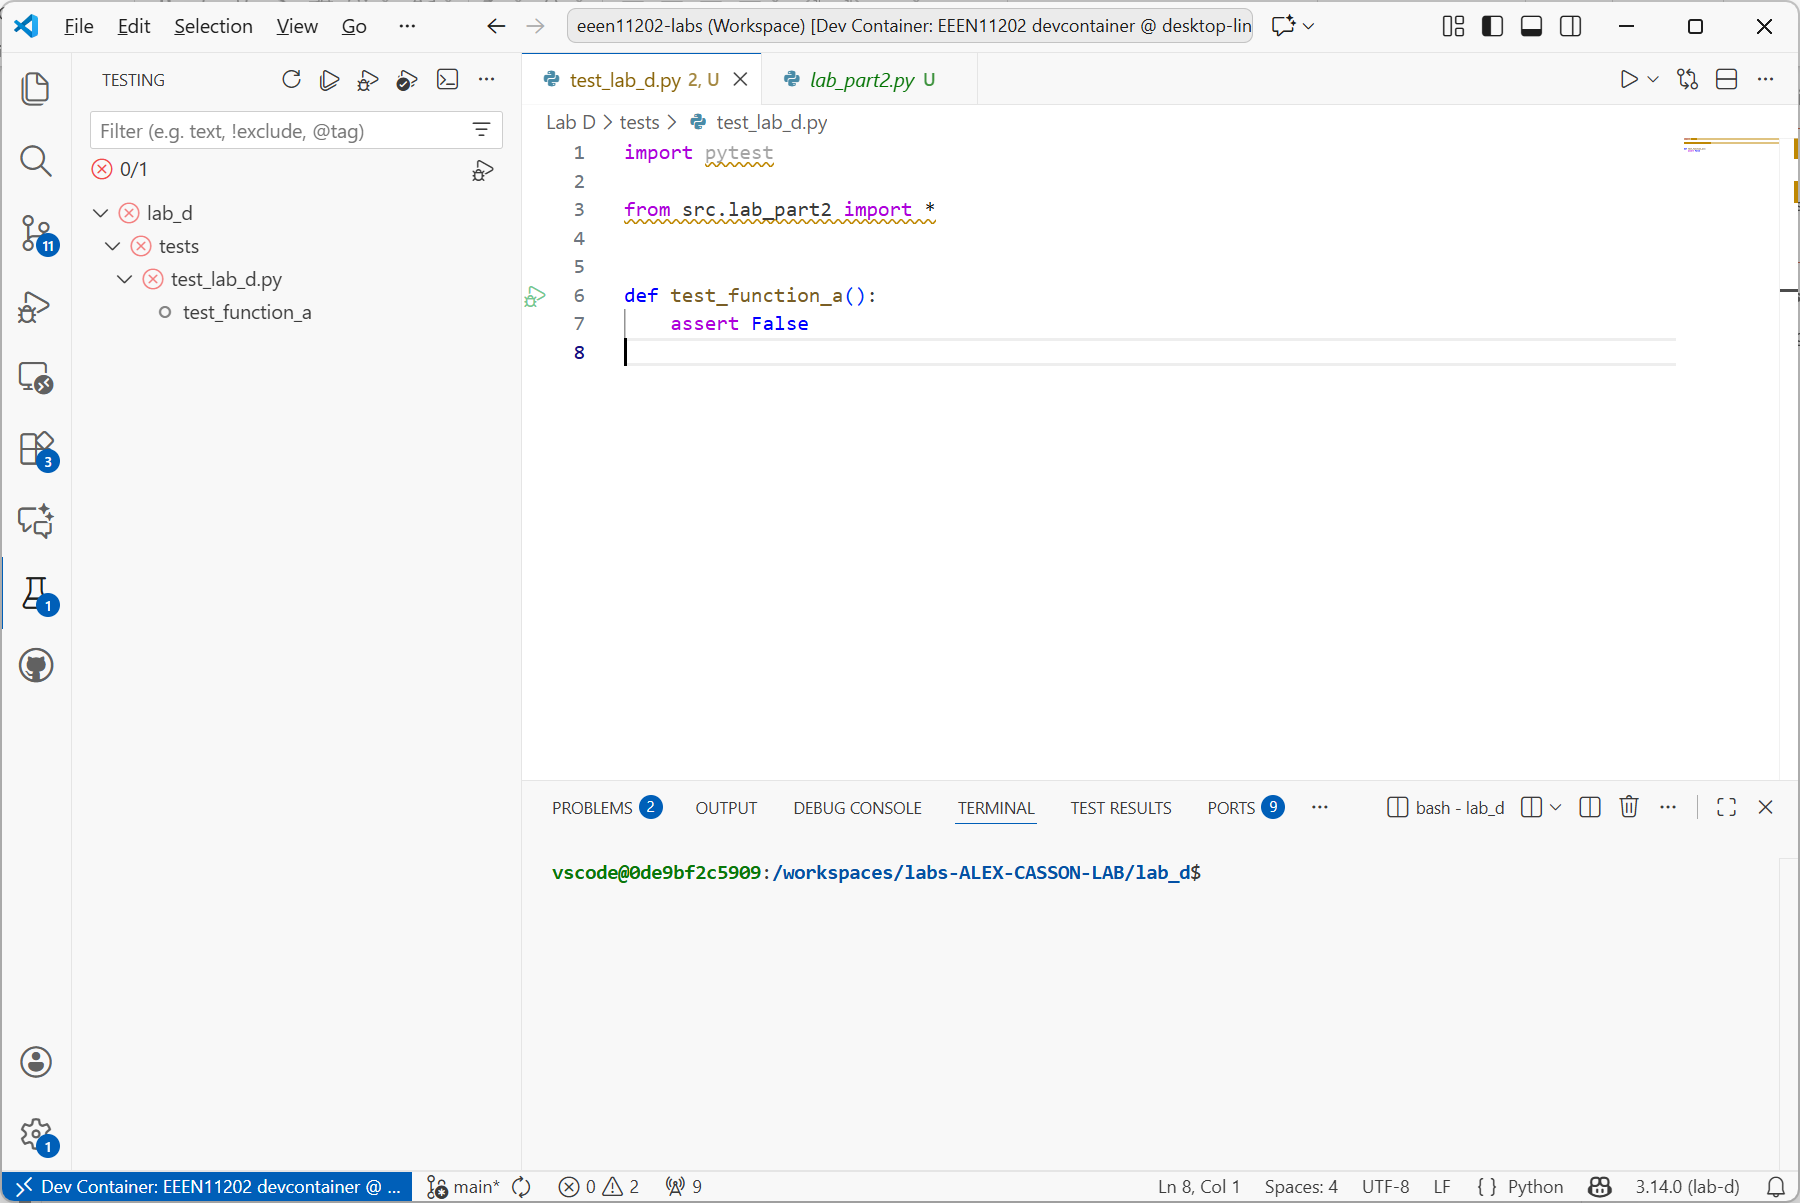 File Edit Selection View Go ··· eeen11202-labs (Workspace) [Dev Container: EEEN11202 devcontainer @ desktop-lin
TESTING
Filter (e.g. text, !exclude, @tag)
0/1
lab_d
tests
test_lab_d.py
test_function_a
11
3
1
1
test_lab_d.py 2, U lab_part2.py U
Lab D > tests > test_lab_d.py
1 import pytest
2
3 from src.lab_part2 import *
4
5
6 def test_function_a():
7 assert False
8
PROBLEMS 2 OUTPUT DEBUG CONSOLE TERMINAL TEST RESULTS PORTS 9 ··· bash - lab_d
vscode@0de9bf2c5909:/workspaces/labs-ALEX-CASSON-LAB/lab_d$
Dev Container: EEEN11202 devcontainer @ ... main* 0 2 9 Ln 8, Col 1 Spaces: 4 UTF-8 LF { } Python 3.14.0 (lab-d)